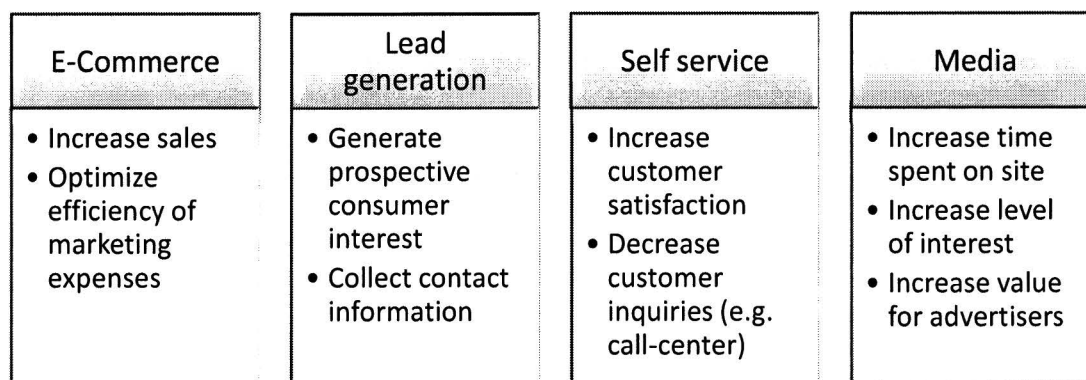 E-Commerce
• Increase sales
• Optimize
efficiency of
marketing
expenses
Lead
generation
• Generate
prospective
consumer
interest
• Collect contact
information
Self service
• Increase
customer
satisfaction
• Decrease
customer
inquiries (e.g.
call-center)
Media
• Increase time
spent on site
• Increase level
of interest
• Increase value
for advertisers